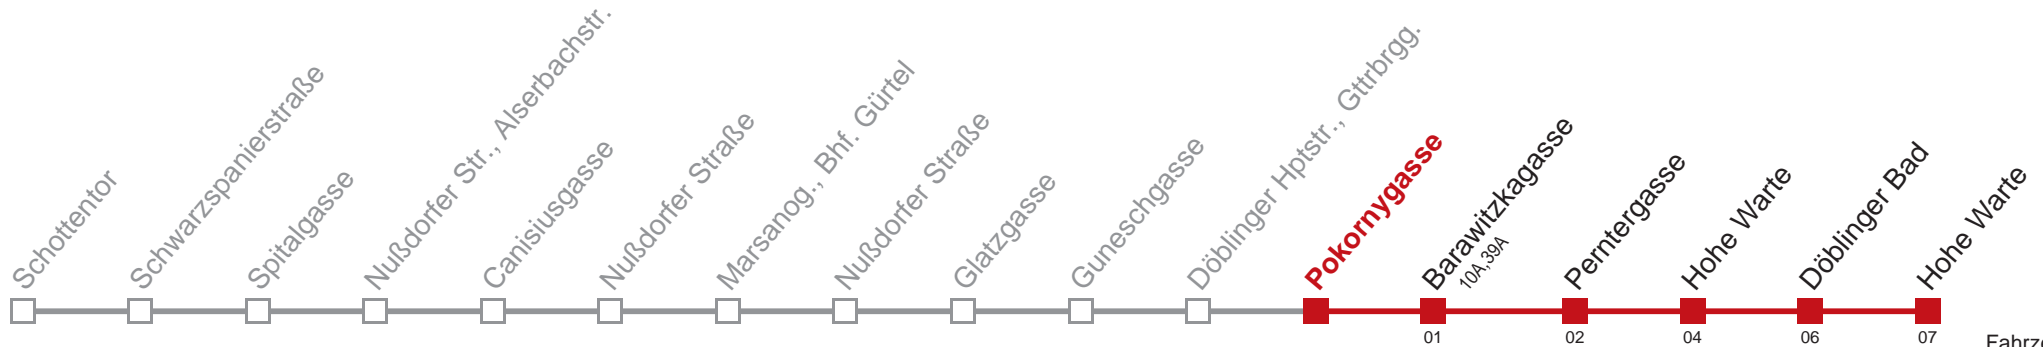 Schottentor
Schwarzspanierstraße
Spitalgasse
Nußdorfer Str., Alserbachstr.
Canisiusgasse
Nußdorfer Straße
Marsanog., Bhf. Gürtel
Nußdorfer Straße
Glatzgasse
Guneschgasse
Döblinger Hptstr., Gttrbrgg.
Pokornygasse
Barawitzkagasse
10A,39A
Perntergasse
Hohe Warte
Döblinger Bad
Hohe Warte
01
02
04
06
07